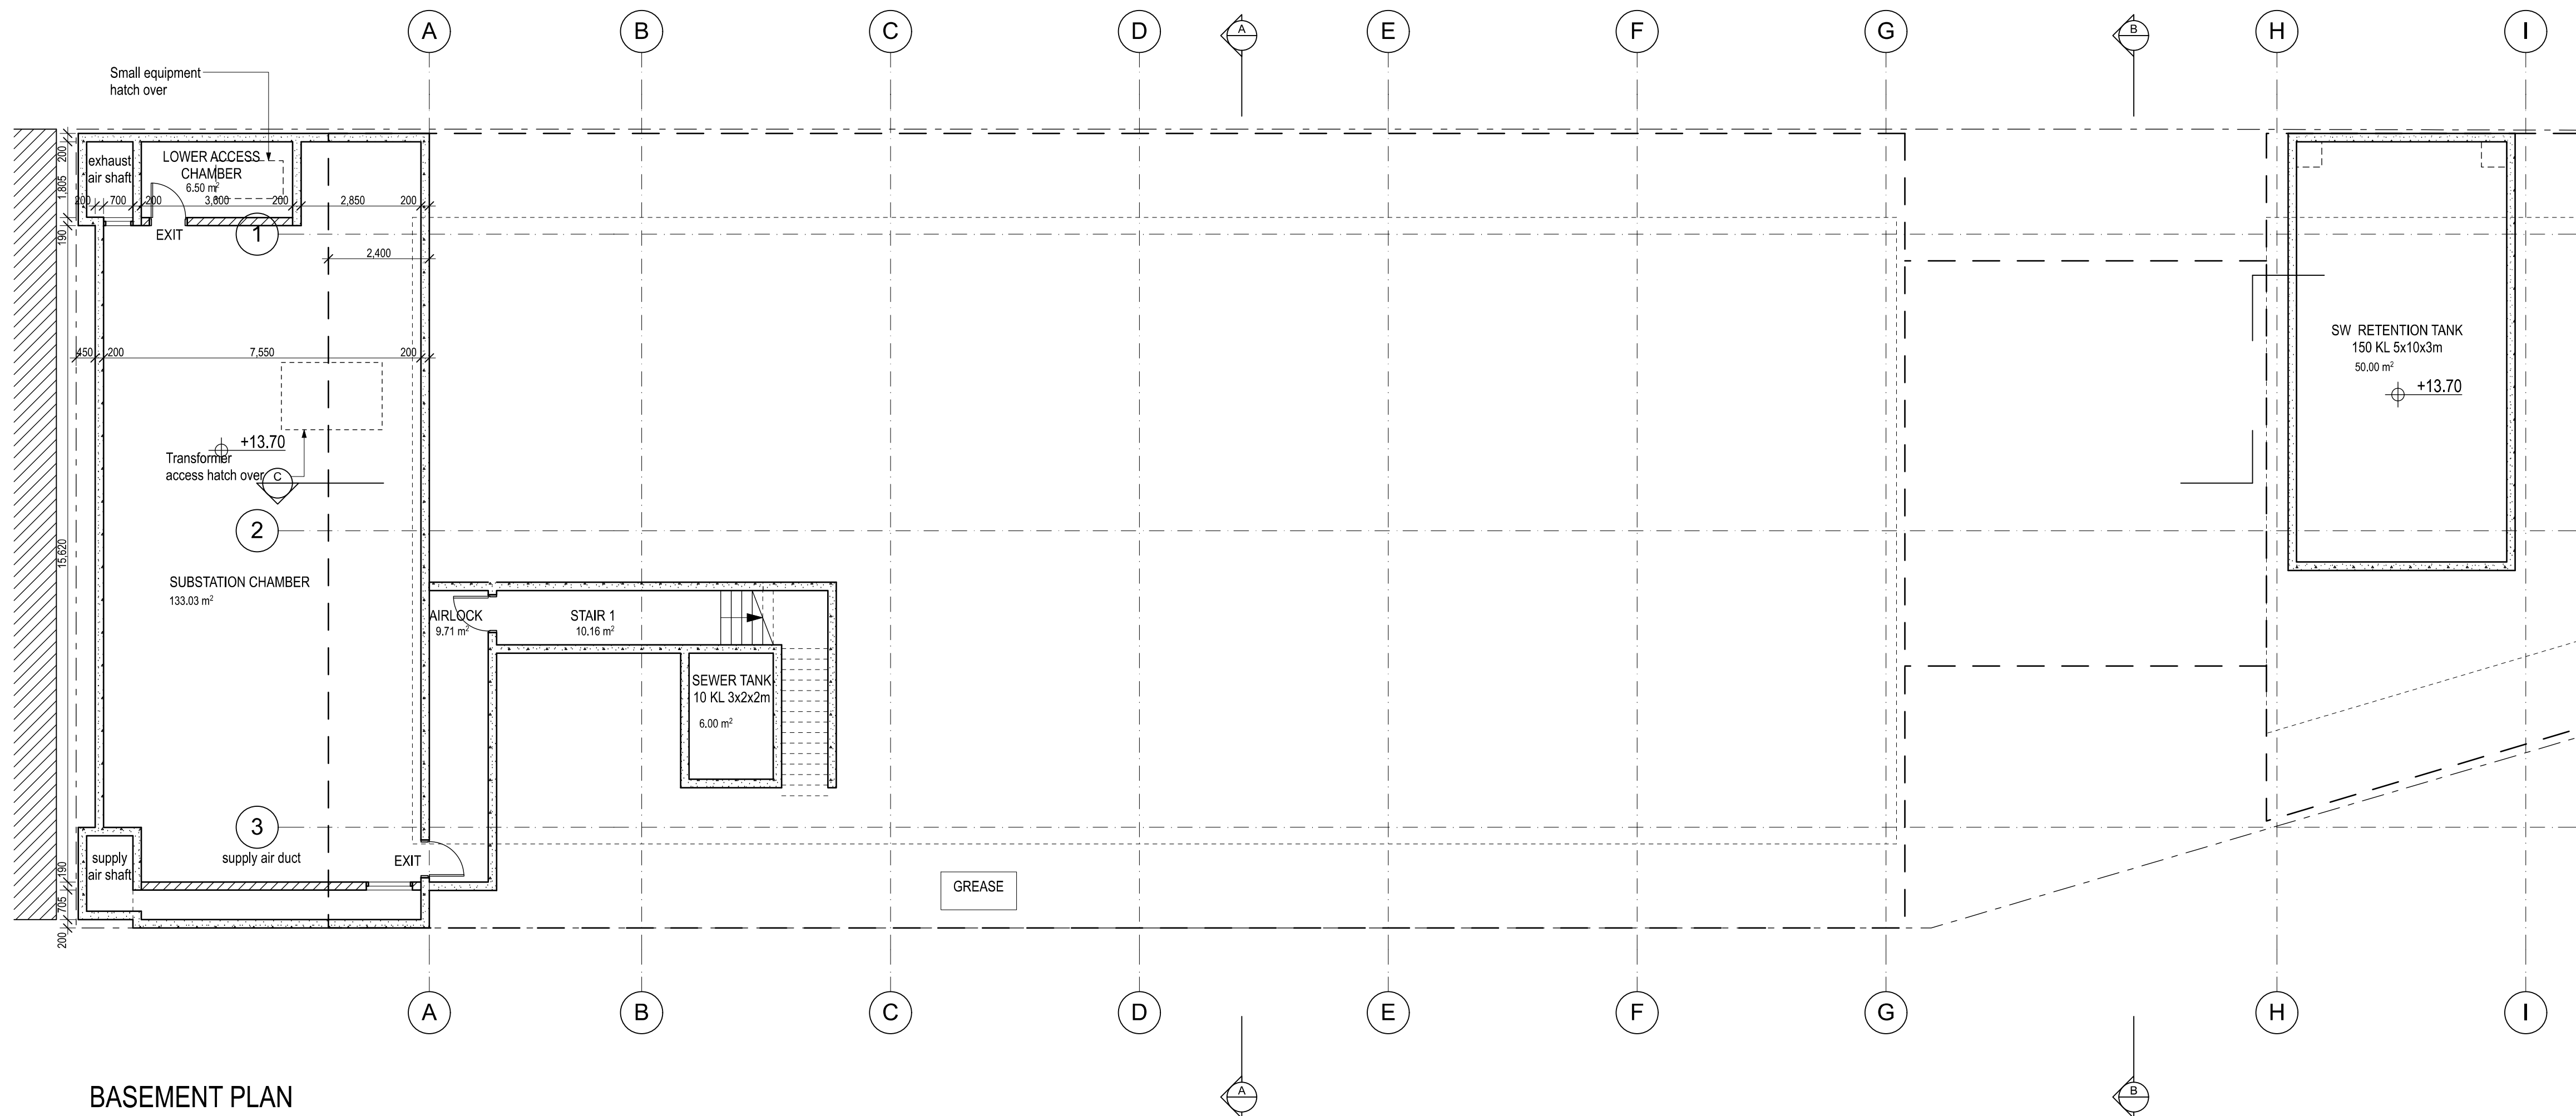 A B C D A E F G B H I
Small equipment
hatch over
exhaust
air shaft
LOWER ACCESS
CHAMBER
6.50 m²
200 700 200 3,600 200 2,850 200
200
1,805
190
EXIT
1
2,400
450 200 7,550 200
+13.70
Transformer
access hatch over
C
2
15,620
SUBSTATION CHAMBER
133.03 m²
AIRLOCK
9.71 m²
STAIR 1
10.16 m²
SEWER TANK
10 KL 3x2x2m
6.00 m²
SW RETENTION TANK
150 KL 5x10x3m
50.00 m²
+13.70
3
supply
air shaft
supply air duct
EXIT
190
705
200
GREASE
A B C D E F G H I
A B
BASEMENT PLAN